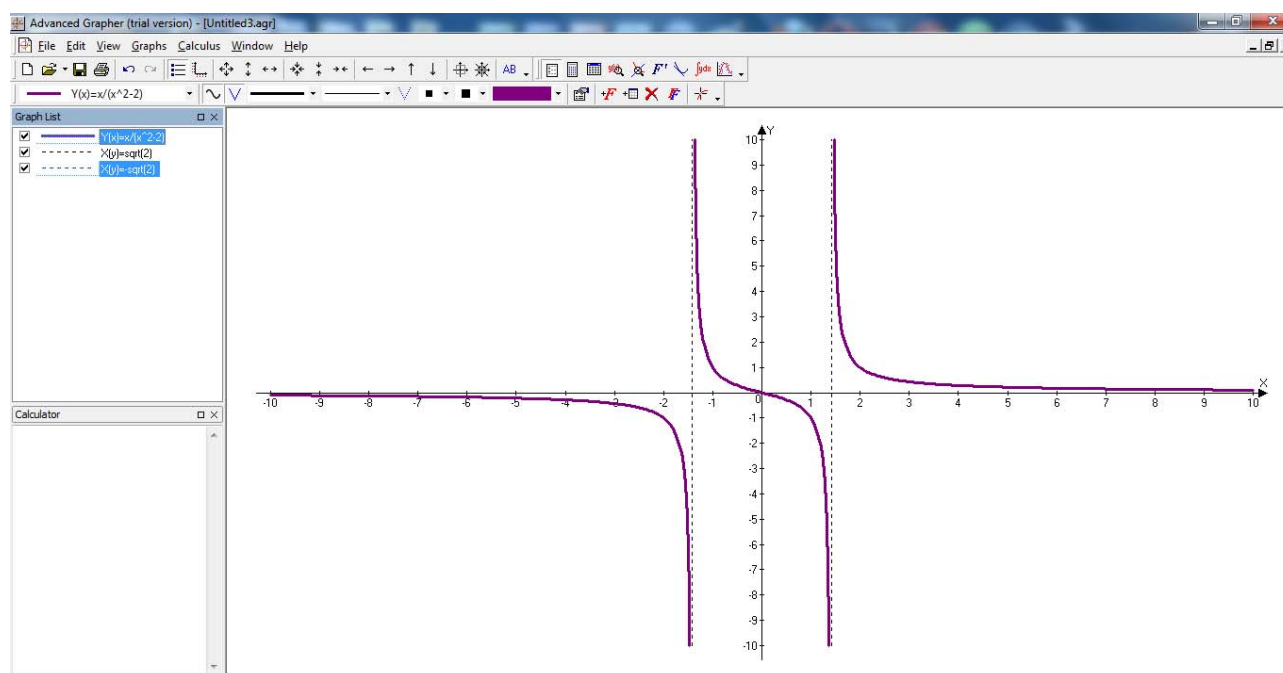 Advanced Grapher (trial version) - [Untitled3.agr]
File Edit View Graphs Calculus Window Help
AB F' ∫ydx
Y(x)=x/(x^2-2) +F F
Graph List
Y(x)=x/(x^2-2)
X(y)=sqrt(2)
X(y)=-sqrt(2)
Calculator
Y
10
9
8
7
6
5
4
3
2
1
X
-10 -9 -8 -7 -6 -5 -4 -3 -2 -1 0 1 2 3 4 5 6 7 8 9 10
-1
-2
-3
-4
-5
-6
-7
-8
-9
-10